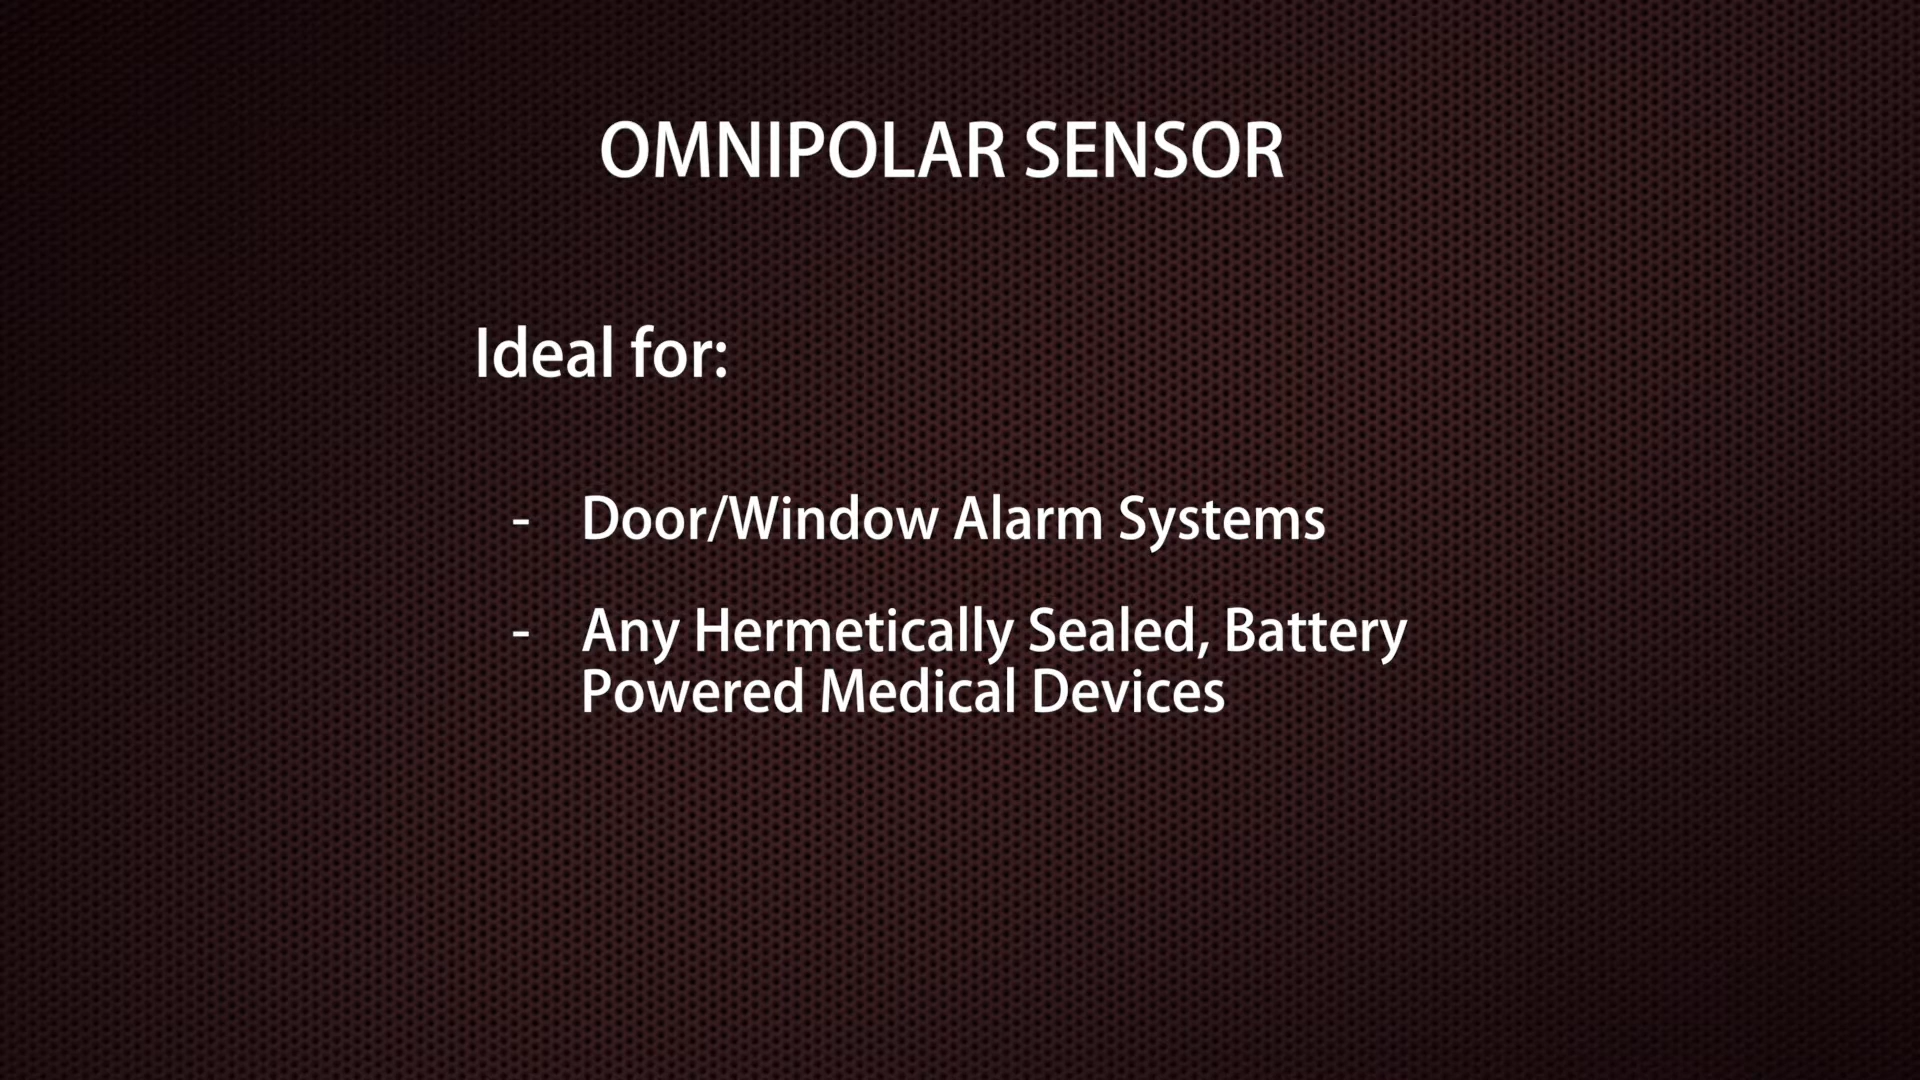 OMNIPOLAR SENSOR
Ideal for:
- Door/Window Alarm Systems
- Any Hermetically Sealed, Battery
Powered Medical Devices